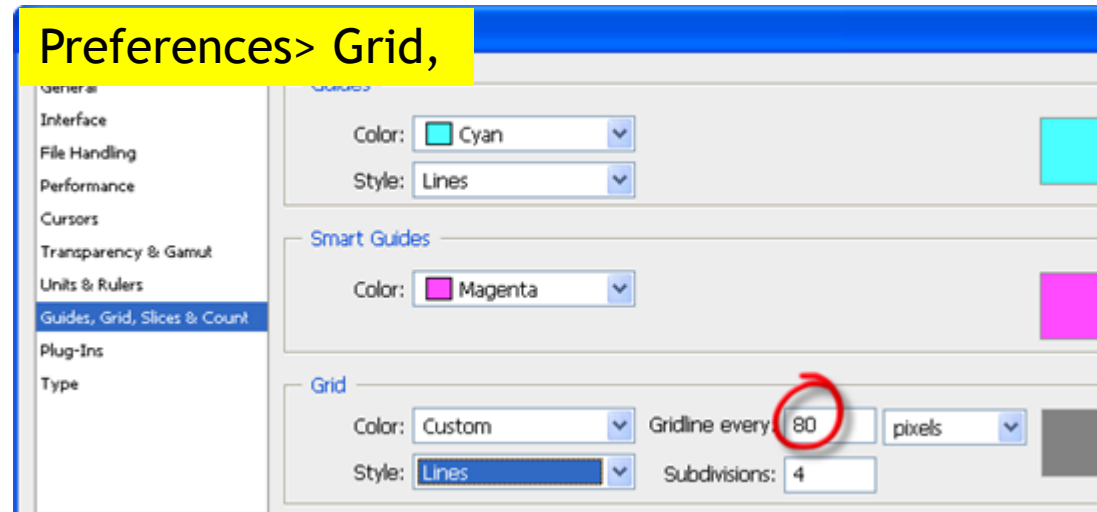 Preferences> Grid,
General
Interface
File Handling
Performance
Cursors
Transparency & Gamut
Units & Rulers
Guides, Grid, Slices & Count
Plug-Ins
Type
Guides
Color: Cyan
Style: Lines
Smart Guides
Color: Magenta
Grid
Color: Custom Gridline every: 80 pixels
Style: Lines Subdivisions: 4